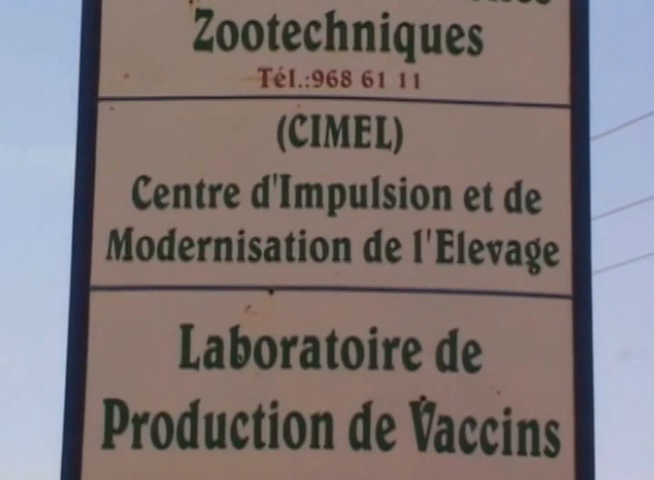 Zootechniques
Tél.:968 61 11
(CIMEL)
Centre d'Impulsion et de
Modernisation de l'Elevage
Laboratoire de
Production de Vaccins